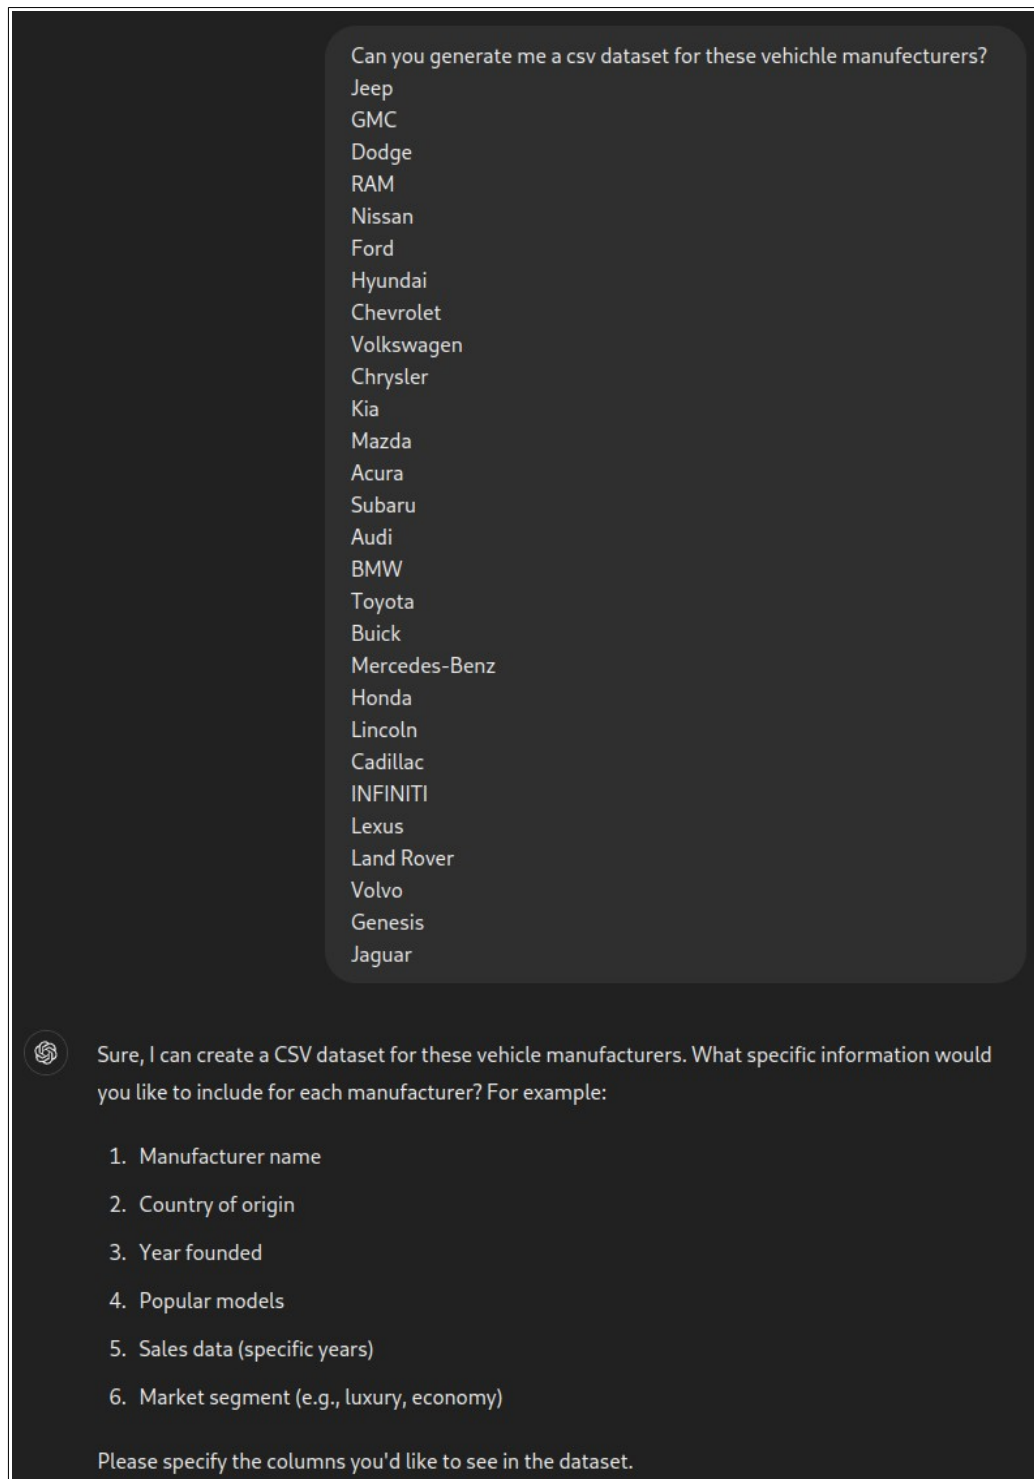 Can you generate me a csv dataset for these vehichle manufecturers?
Jeep
GMC
Dodge
RAM
Nissan
Ford
Hyundai
Chevrolet
Volkswagen
Chrysler
Kia
Mazda
Acura
Subaru
Audi
BMW
Toyota
Buick
Mercedes-Benz
Honda
Lincoln
Cadillac
INFINITI
Lexus
Land Rover
Volvo
Genesis
Jaguar
Sure, I can create a CSV dataset for these vehicle manufacturers. What specific information would
you like to include for each manufacturer? For example:
1. Manufacturer name
2. Country of origin
3. Year founded
4. Popular models
5. Sales data (specific years)
6. Market segment (e.g., luxury, economy)
Please specify the columns you'd like to see in the dataset.